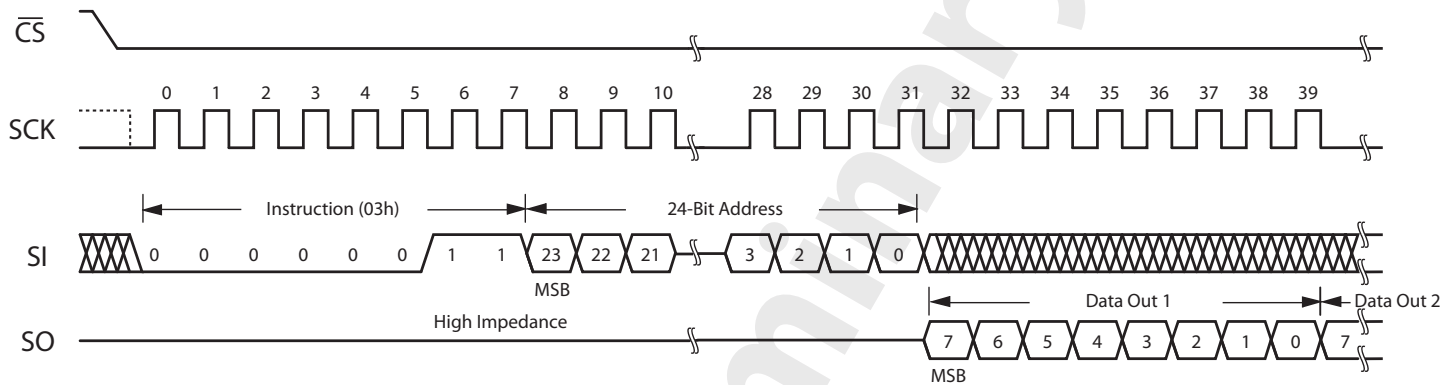 CS
0 1 2 3 4 5 6 7 8 9 10 28 29 30 31 32 33 34 35 36 37 38 39
SCK
Instruction (03h) 24-Bit Address
SI 0 0 0 0 0 0 1 1 23 22 21 3 2 1 0
MSB
Data Out 1 Data Out 2
High Impedance
SO 7 6 5 4 3 2 1 0 7
MSB
minary